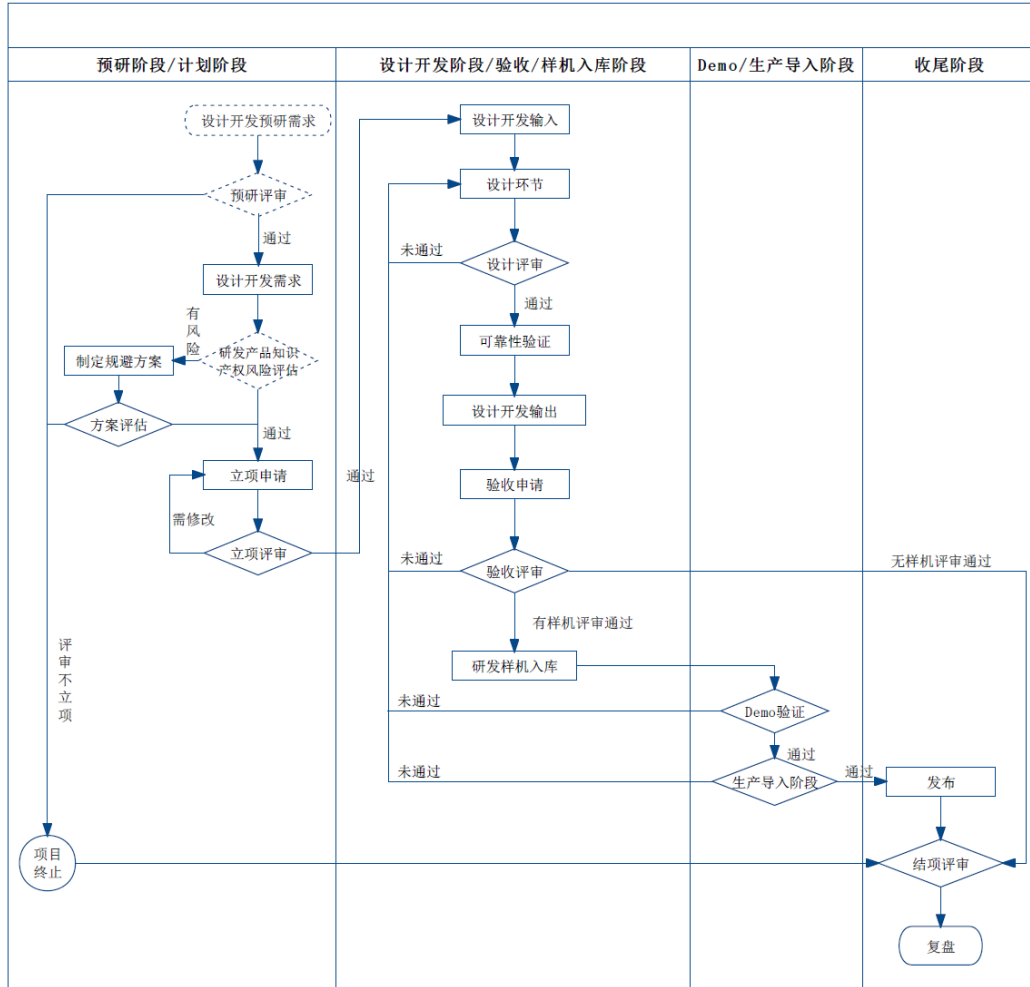 预研阶段/计划阶段
设计开发阶段/验收/样机入库阶段
Demo/生产导入阶段
收尾阶段
设计开发预研需求
预研评审
通过
设计开发需求
有
风
险
研发产品知识
产权风险评估
制定规避方案
方案评估
通过
立项申请
需修改
立项评审
通过
评
审
不
立
项
项目
终止
设计开发输入
设计环节
未通过
设计评审
通过
可靠性验证
设计开发输出
验收申请
未通过
验收评审
无样机评审通过
有样机评审通过
研发样机入库
未通过
Demo验证
通过
未通过
生产导入阶段
通过
发布
结项评审
复盘